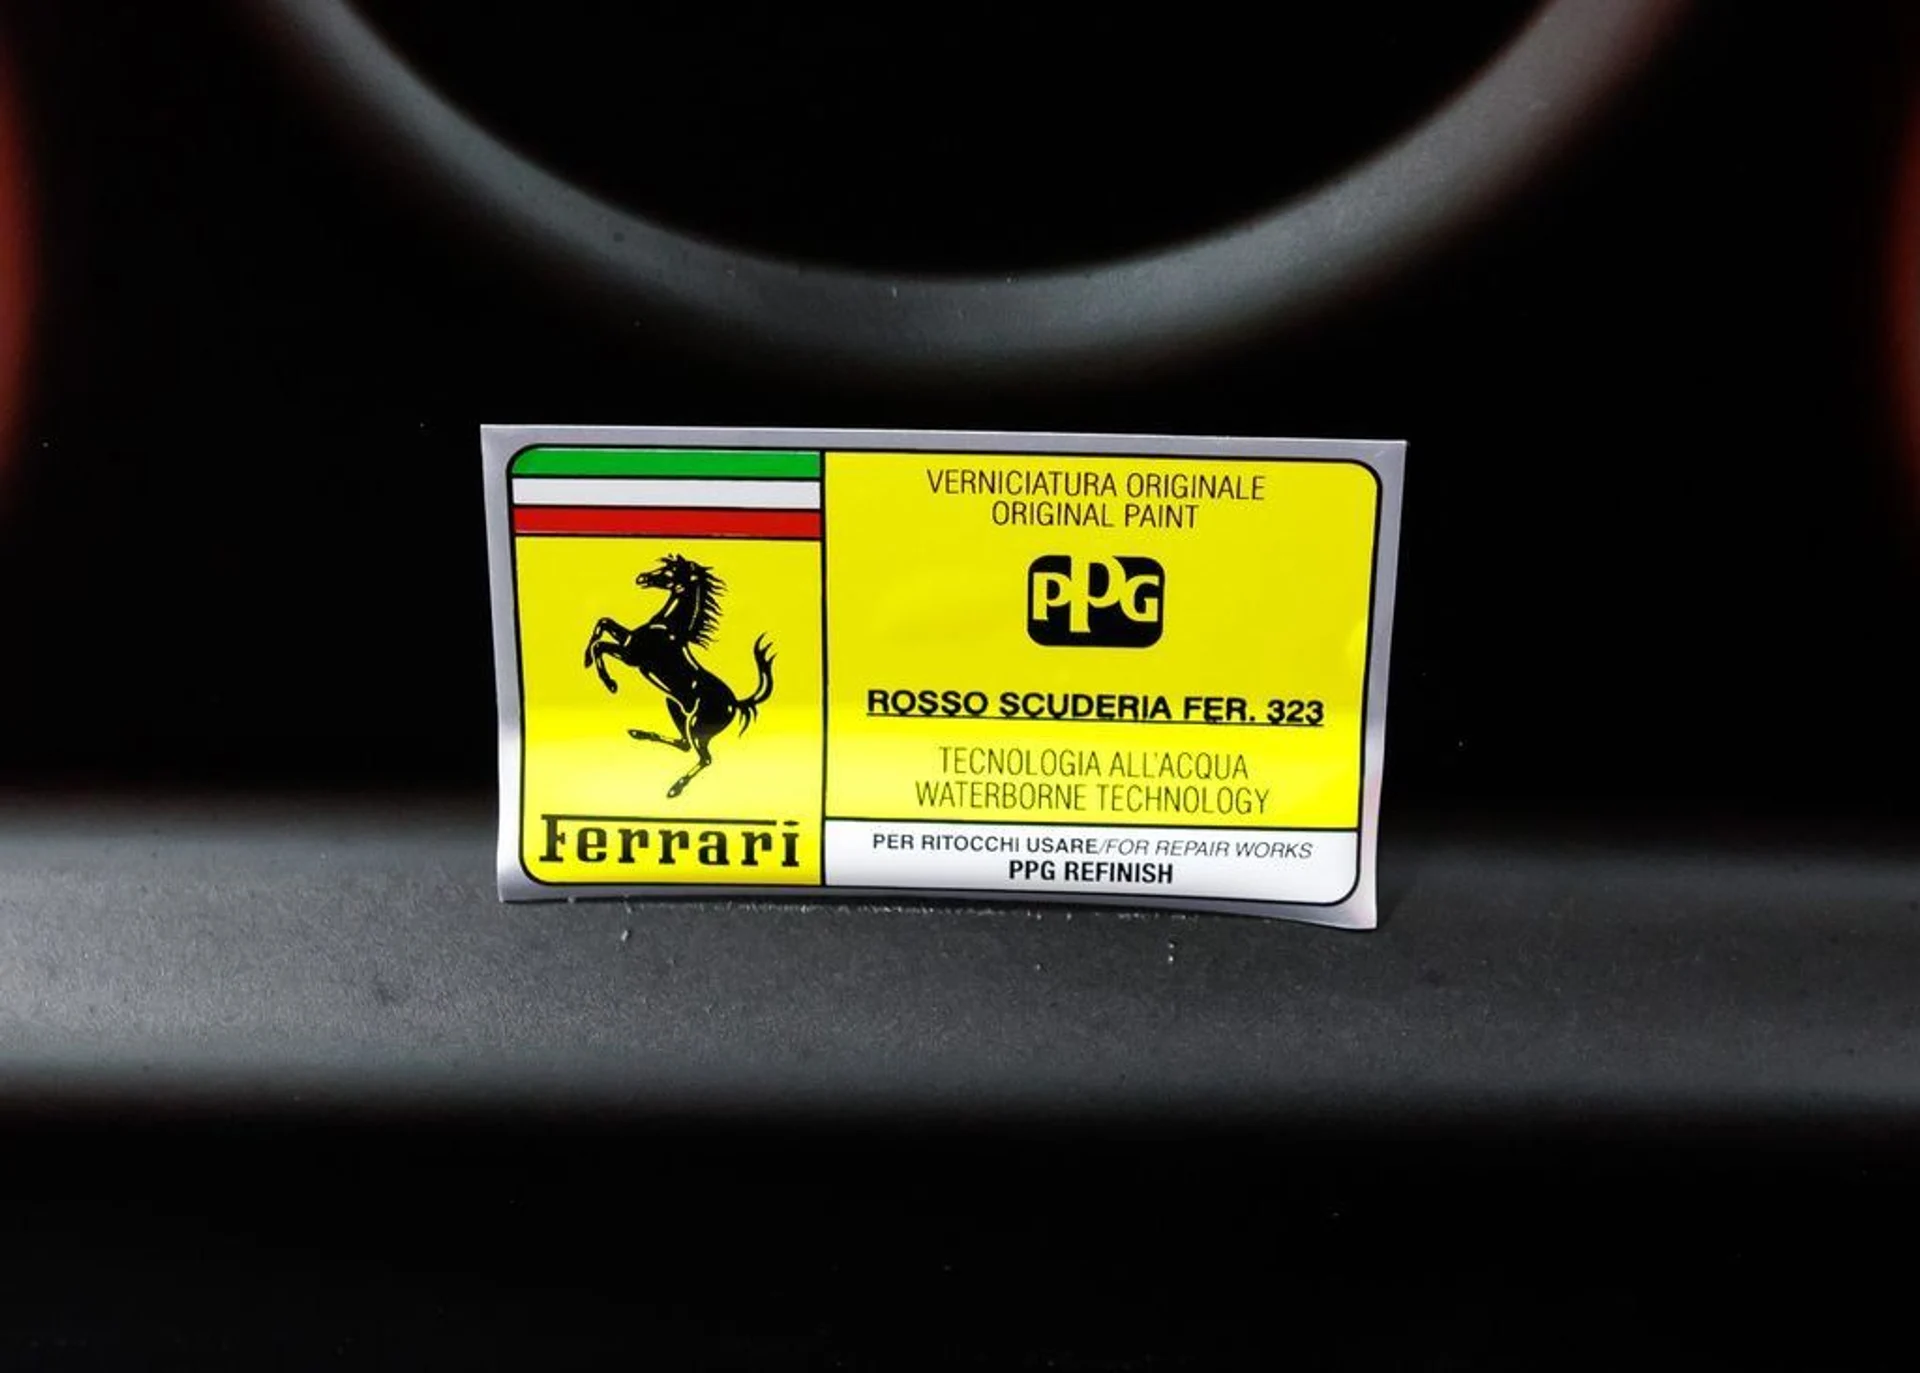 Ferrari
VERNICIATURA ORIGINALE
ORIGINAL PAINT
PPG
ROSSO SCUDERIA FER. 323
TECNOLOGIA ALL'ACQUA
WATERBORNE TECHNOLOGY
PER RITOCCHI USARE/FOR REPAIR WORKS
PPG REFINISH